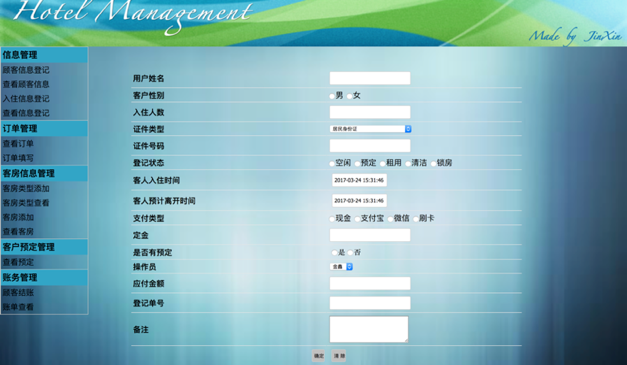 Hotel Management
Made by JinXin
信息管理
顾客信息登记
查看顾客信息
入住信息登记
查看信息登记
订单管理
查看订单
订单填写
客房信息管理
客房类型添加
客房类型查看
客房添加
查看客房
客户预定管理
查看预定
账务管理
顾客结账
账单查看
用户姓名
客户性别 男 女
入住人数
证件类型 居民身份证
证件号码
登记状态 空闲 预定 租用 清洁 锁房
客人入住时间 2017-03-24 15:31:46
客人预计离开时间 2017-03-24 15:31:46
支付类型 现金 支付宝 微信 刷卡
定金
是否有预定 是 否
操作员
应付金额
登记单号
备注
确定 清除